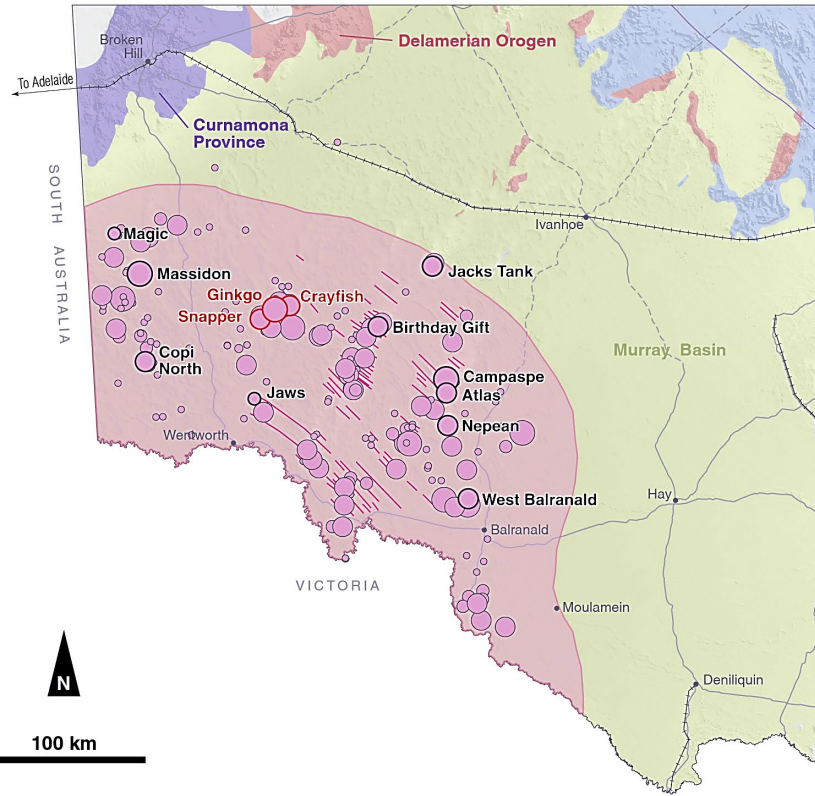 Broken
Hill
Delamerian Orogen
To Adelaide
Curnamona
Province
SOUTH AUSTRALIA
Ivanhoe
Magic
Massidon
Jacks Tank
Ginkgo
Crayfish
Snapper
Birthday Gift
Murray Basin
Copi
North
Campaspe
Atlas
Jaws
Nepean
Wentworth
West Balranald
Hay
Balranald
VICTORIA
Moulamein
N
Deniliquin
100 km